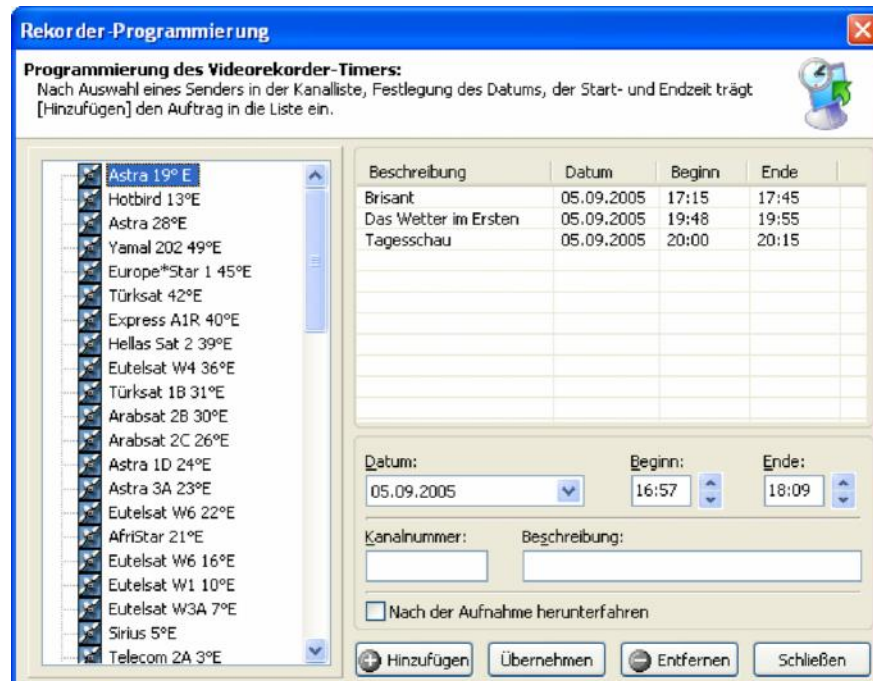 Rekorder-Programmierung
Programmierung des Videorekorder-Timers:
Nach Auswahl eines Senders in der Kanalliste, Festlegung des Datums, der Start- und Endzeit trägt
[Hinzufügen] den Auftrag in die Liste ein.
Astra 19° E
Hotbird 13°E
Astra 28°E
Yamal 202 49°E
Europe*Star 1 45°E
Türksat 42°E
Express A1R 40°E
Hellas Sat 2 39°E
Eutelsat W4 36°E
Türksat 1B 31°E
Arabsat 2B 30°E
Arabsat 2C 26°E
Astra 1D 24°E
Astra 3A 23°E
Eutelsat W6 22°E
AfriStar 21°E
Eutelsat W6 16°E
Eutelsat W1 10°E
Eutelsat W3A 7°E
Sirius 5°E
Telecom 2A 3°E
Beschreibung Datum Beginn Ende
Brisant 05.09.2005 17:15 17:45
Das Wetter im Ersten 05.09.2005 19:48 19:55
Tagesschau 05.09.2005 20:00 20:15
Datum: Beginn: Ende:
05.09.2005 16:57 18:09
Kanalnummer: Beschreibung:
Nach der Aufnahme herunterfahren
Hinzufügen Übernehmen Entfernen Schließen